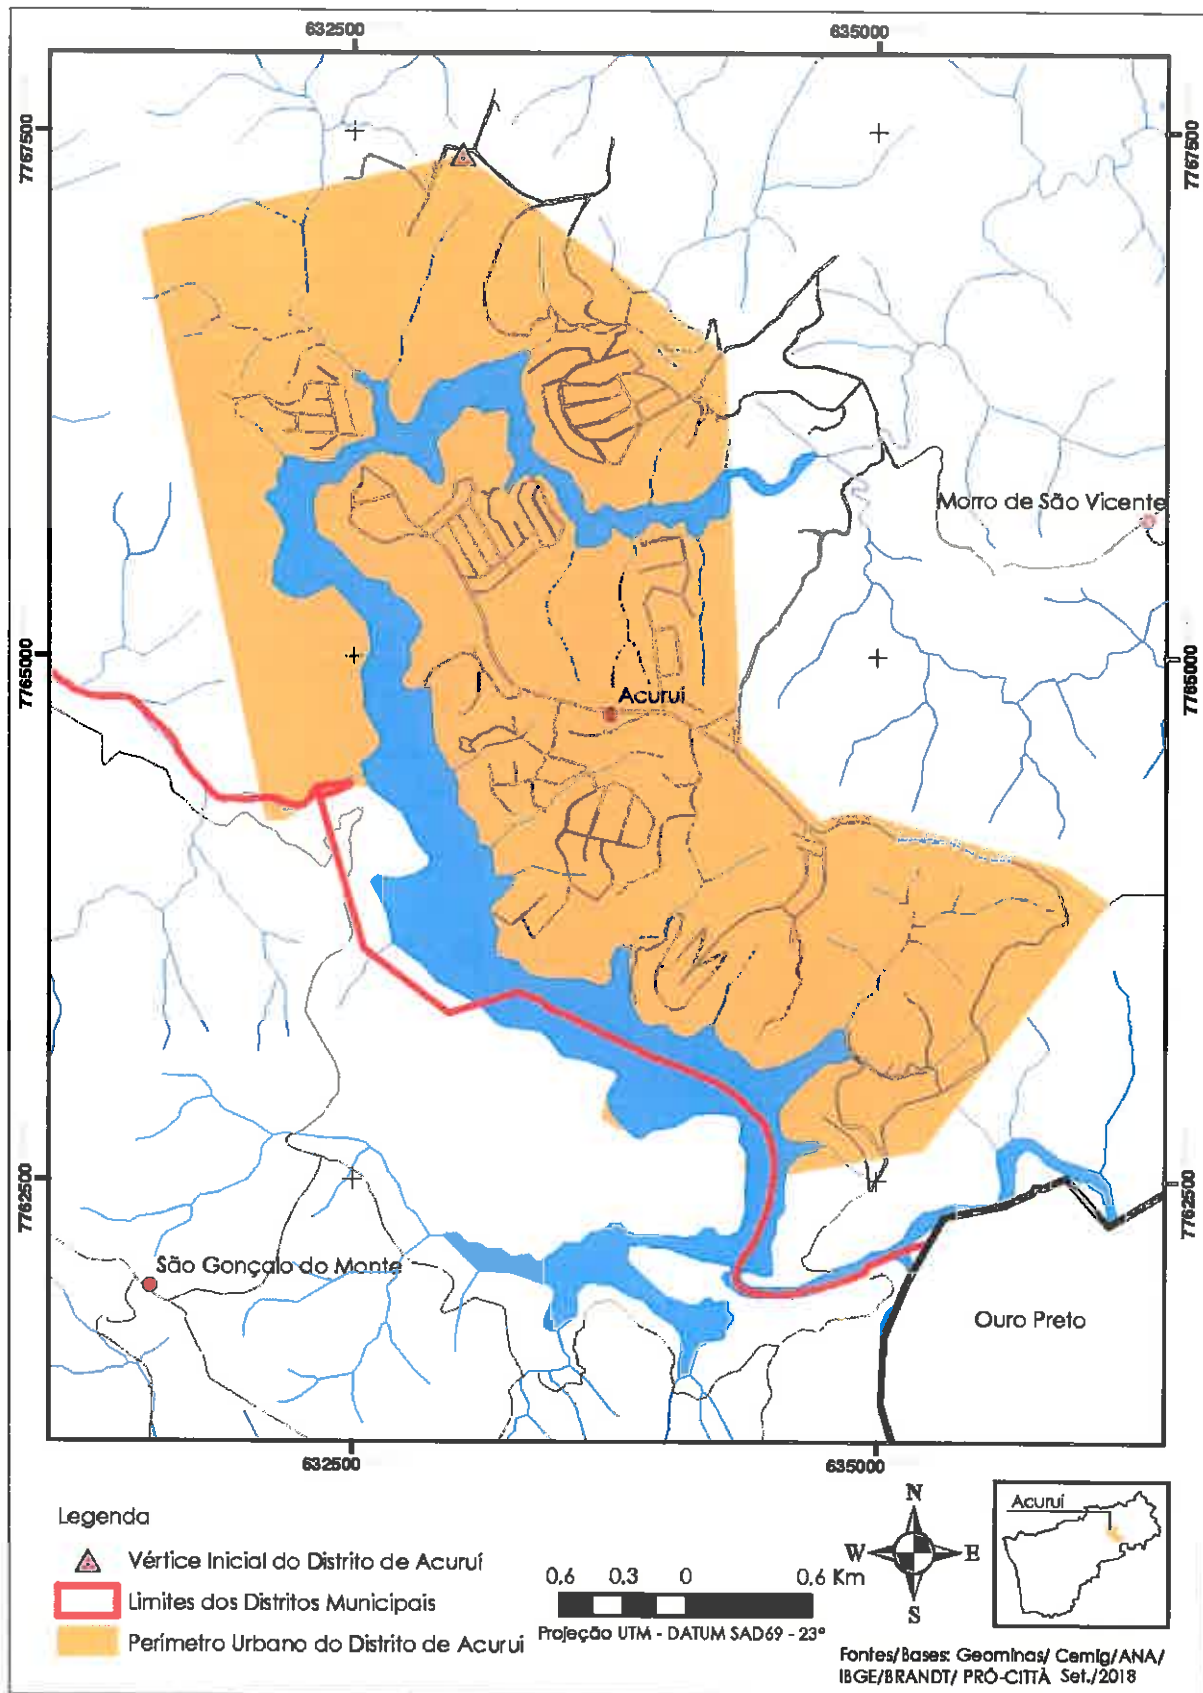 632500
635000
7767500
7767500
Morro de São Vicente
7765000
7765000
Acuruí
7762500
7762500
São Gonçalo do Monte
Ouro Preto
632500
635000
Legenda
Vértice Inicial do Distrito de Acuruí
Limites dos Distritos Municipais
Perímetro Urbano do Distrito de Acuruí
0,6 0,3 0 0,6 Km
Projeção UTM - DATUM SAD69 - 23º
N
W
E
S
Acuruí
Fontes/Bases: Geominas/ Cemig/ANA/
IBGE/BRANDT/ PRÓ-CITTÀ Set./2018